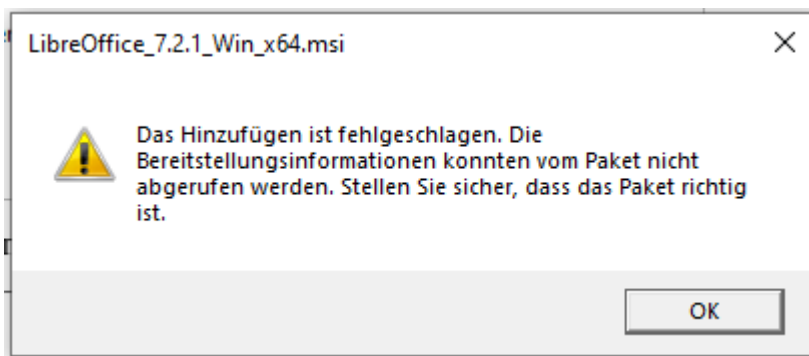 LibreOffice_7.2.1_Win_x64.msi
Das Hinzufügen ist fehlgeschlagen. Die
Bereitstellungsinformationen konnten vom Paket nicht
abgerufen werden. Stellen Sie sicher, dass das Paket richtig
ist.
OK